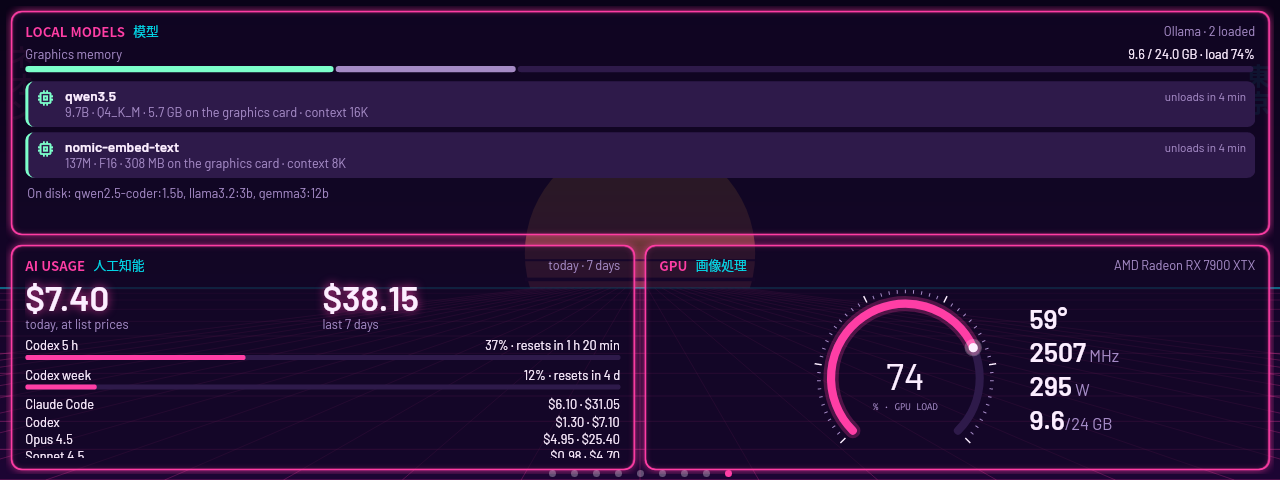 LOCAL MODELS 模型
Ollama · 2 loaded
Graphics memory
9.6 / 24.0 GB · load 74%
qwen3.5
9.7B · Q4_K_M · 5.7 GB on the graphics card · context 16K
unloads in 4 min
nomic-embed-text
137M · F16 · 308 MB on the graphics card · context 8K
unloads in 4 min
On disk: qwen2.5-coder:1.5b, llama3.2:3b, gemma3:12b
AI USAGE 人工知能
today · 7 days
$7.40
$38.15
today, at list prices
last 7 days
Codex 5 h
37% · resets in 1 h 20 min
Codex week
12% · resets in 4 d
Claude Code
$6.10 · $31.05
Codex
$1.30 · $7.10
Opus 4.5
$4.95 · $25.40
Sonnet 4.5
$0.98 · $4.70
GPU 画像処理
AMD Radeon RX 7900 XTX
74
% · GPU LOAD
59°
2507 MHz
295 W
9.6/24 GB